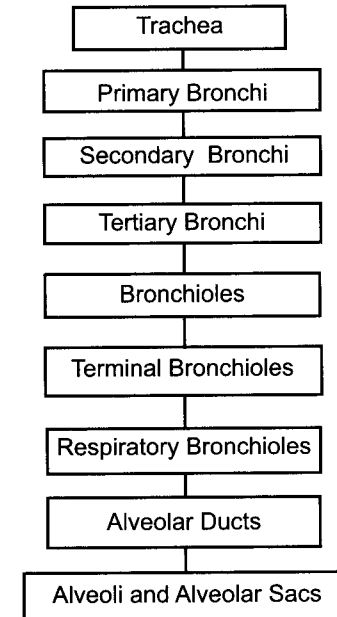 Trachea
Primary Bronchi
Secondary Bronchi
Tertiary Bronchi
Bronchioles
Terminal Bronchioles
Respiratory Bronchioles
Alveolar Ducts
Alveoli and Alveolar Sacs